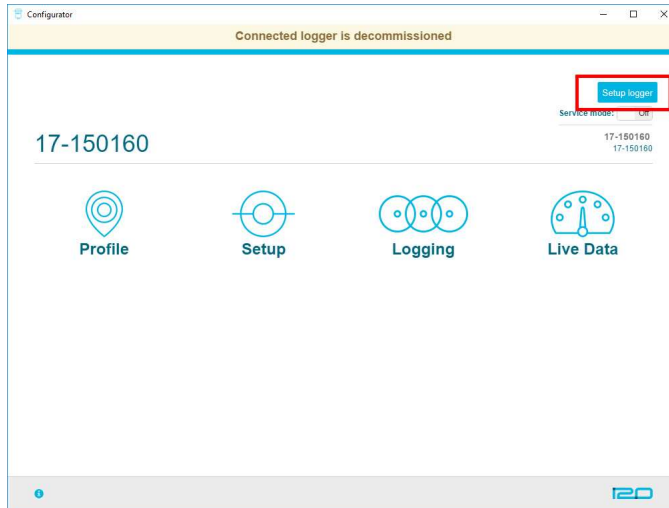 Configurator
Connected logger is decommissioned
Setup logger
Service mode: Off
17-150160
17-150160
17-150160
Profile
Setup
Logging
Live Data
i2O